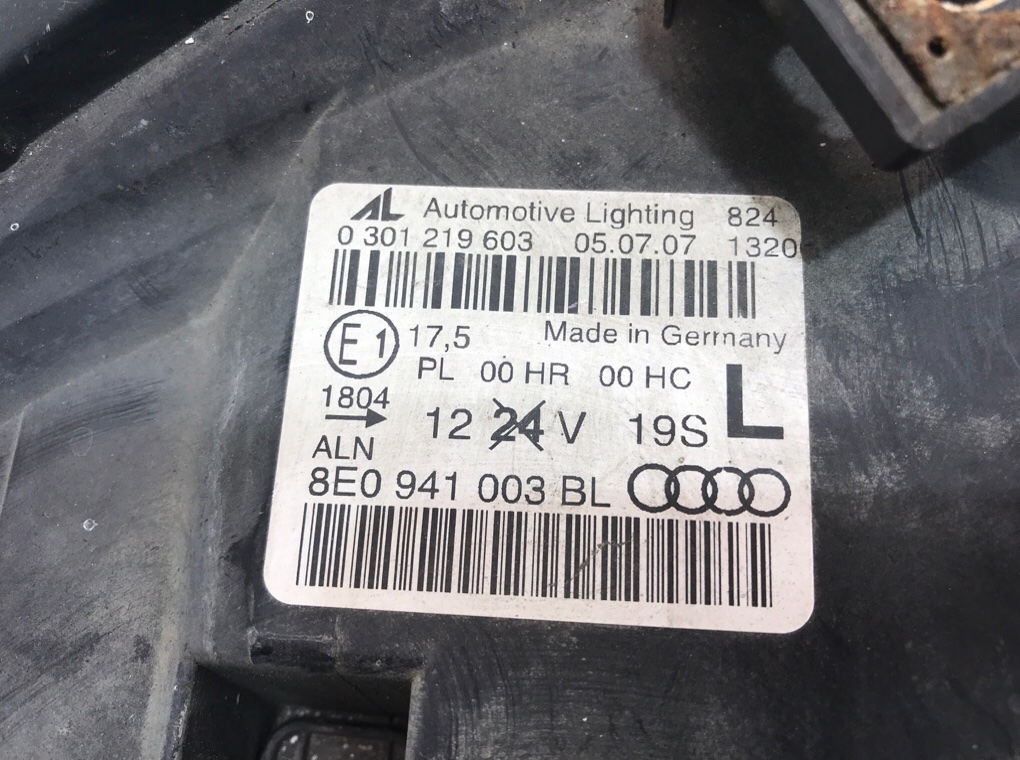 AL Automotive Lighting 824
0 301 219 603 05.07.07 1320
E1 17,5 Made in Germany
PL 00 HR 00 HC L
1804
12 24 V 19S
ALN
8E0 941 003 BL